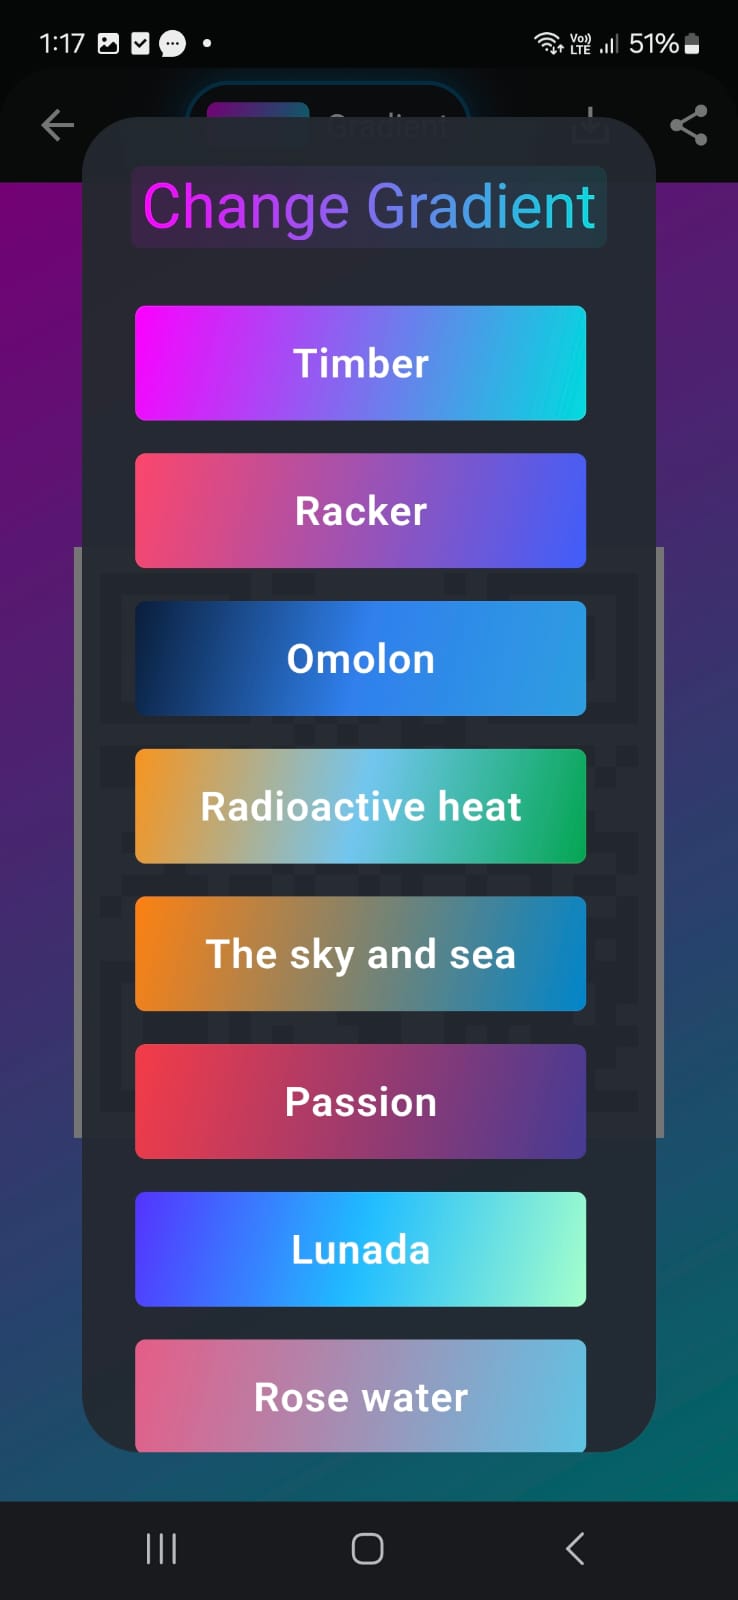 1:17 Vo)) LTE 51%
Gradient
Change Gradient
Timber
Racker
Omolon
Radioactive heat
The sky and sea
Passion
Lunada
Rose water